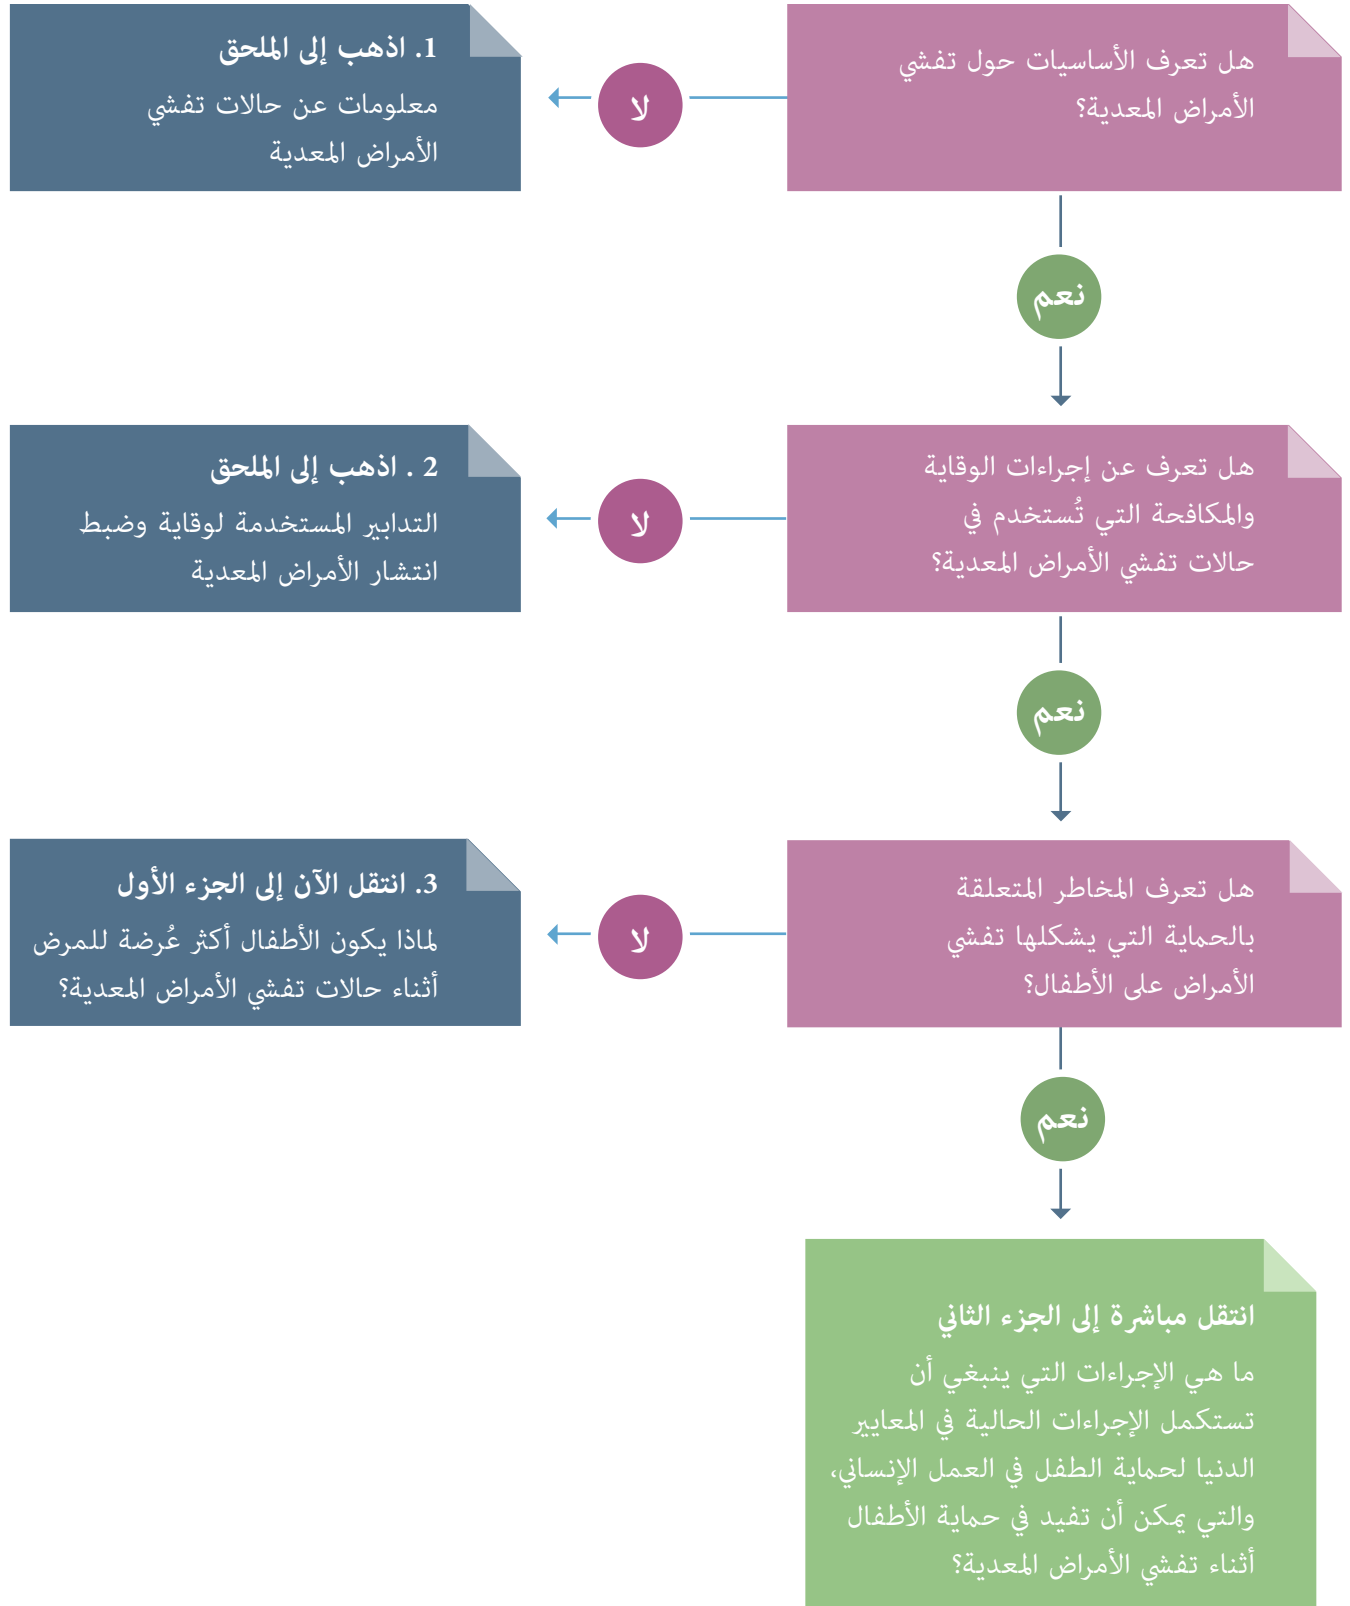 هل تعرف الأساسيات حول تفشي
الأمراض المعدية؟
لا
1. اذهب إلى الملحق
معلومات عن حالات تفشي
الأمراض المعدية
نعم
هل تعرف عن إجراءات الوقاية
والمكافحة التي تُستخدم في
حالات تفشي الأمراض المعدية؟
لا
2 . اذهب إلى الملحق
التدابير المستخدمة لوقاية وضبط
انتشار الأمراض المعدية
نعم
هل تعرف المخاطر المتعلقة
بالحماية التي يشكلها تفشي
الأمراض على الأطفال؟
لا
3. انتقل الآن إلى الجزء الأول
لماذا يكون الأطفال أكثر عُرضة للمرض
أثناء حالات تفشي الأمراض المعدية؟
نعم
انتقل مباشرة إلى الجزء الثاني
ما هي الإجراءات التي ينبغي أن
تستكمل الإجراءات الحالية في المعايير
الدنيا لحماية الطفل في العمل الإنساني،
والتي يمكن أن تفيد في حماية الأطفال
أثناء تفشي الأمراض المعدية؟